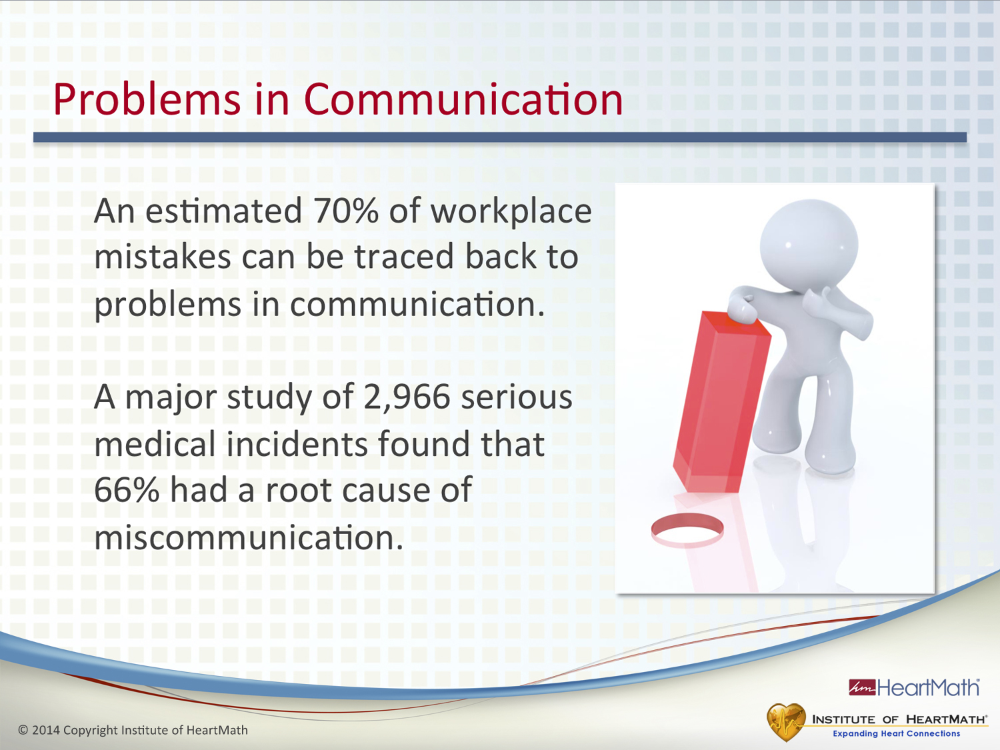 Problems in Communication
An estimated 70% of workplace
mistakes can be traced back to
problems in communication.
A major study of 2,966 serious
medical incidents found that
66% had a root cause of
miscommunication.
hm HeartMath®
INSTITUTE OF HEARTMATH®
Expanding Heart Connections
© 2014 Copyright Institute of HeartMath